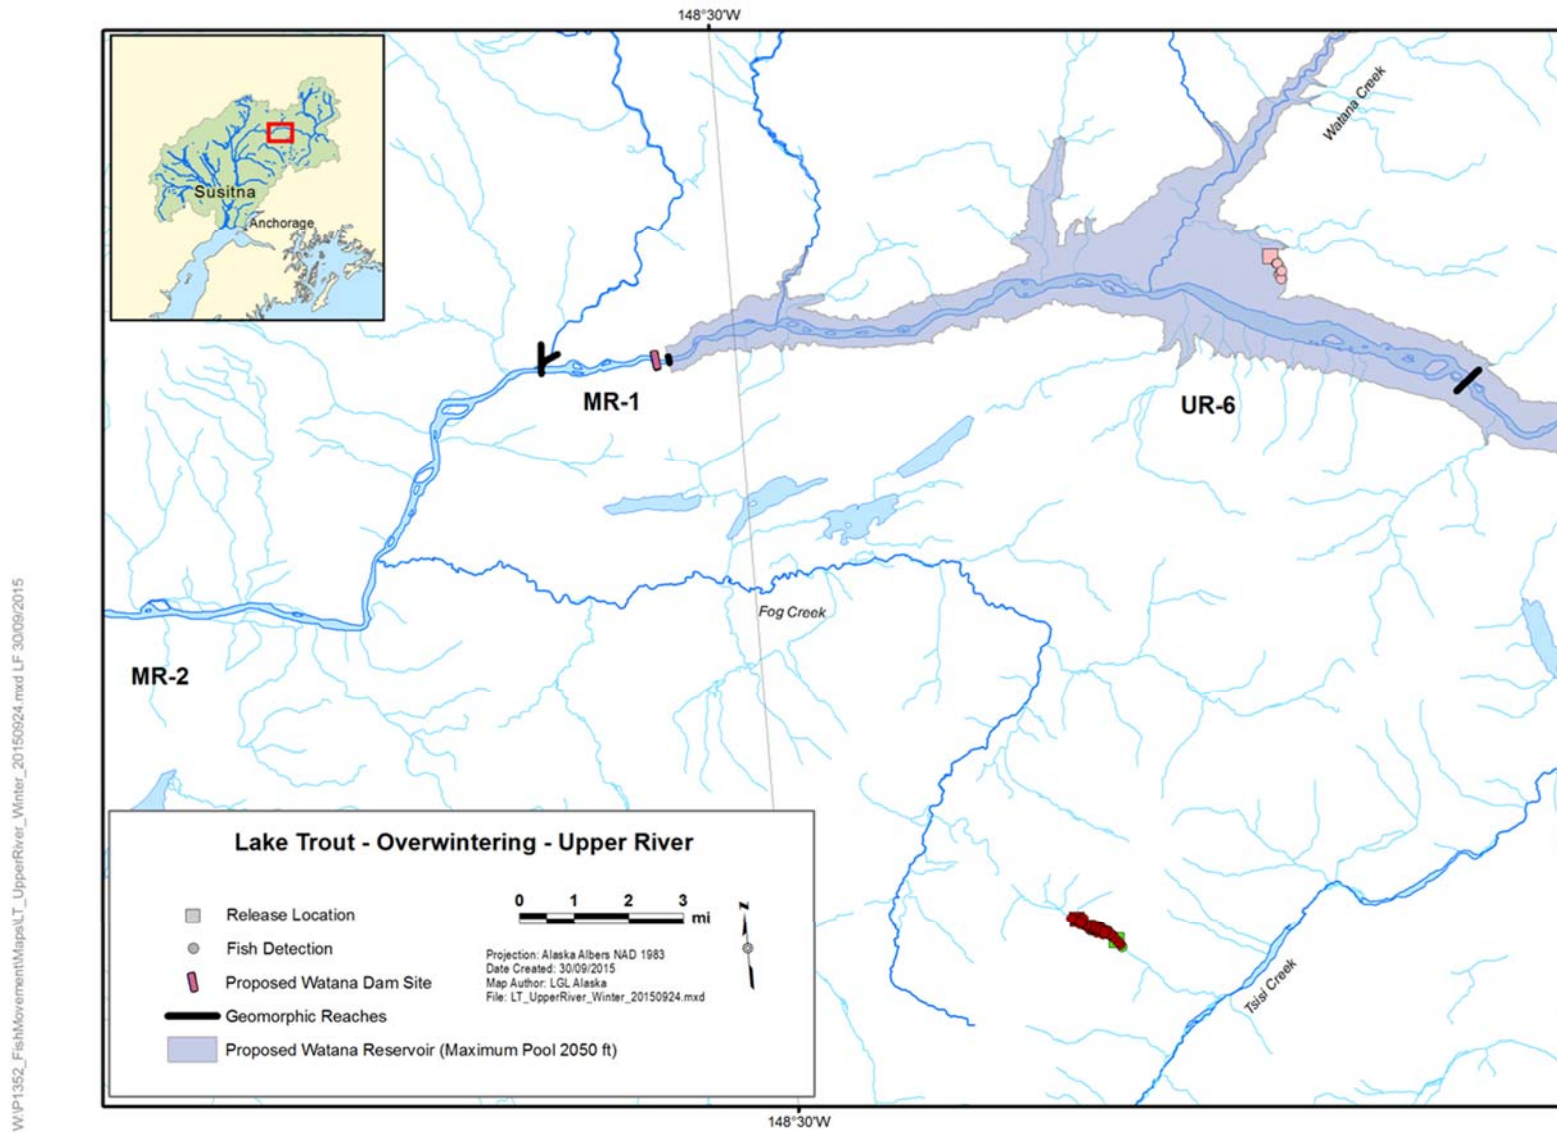 148°30'W
Watana Creek
Susitna
Anchorage
MR-1
UR-6
Fog Creek
MR-2
Lake Trout - Overwintering - Upper River
Release Location
Fish Detection
Proposed Watana Dam Site
Geomorphic Reaches
Proposed Watana Reservoir (Maximum Pool 2050 ft)
0 1 2 3
mi
Projection: Alaska Albers NAD 1983
Date Created: 30/09/2015
Map Author: LGL Alaska
File: LT_UpperRiver_Winter_20150924.mxd
N
Tsisi Creek
148°30'W
W:\P1352_FishMovement\Maps\LT_UpperRiver_Winter_20150924.mxd LF 30/09/2015